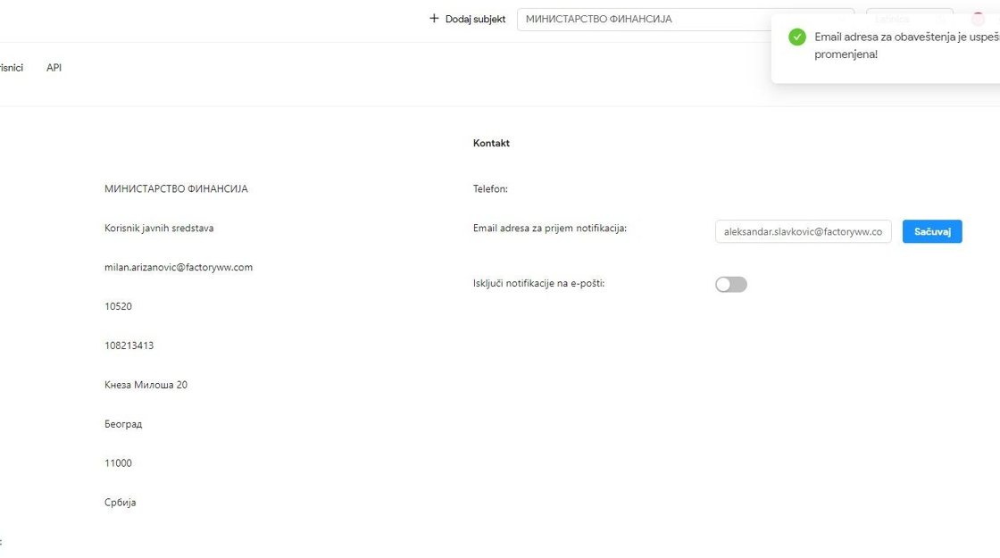 Dodaj subjekt
МИНИСТАРСТВО ФИНАНСИЈА
Latinica
Email adresa za obaveštenja je uspeš
promenjena!
risnici
API
Kontakt
МИНИСТАРСТВО ФИНАНСИЈА
Telefon:
Korisnik javnih sredstava
Email adresa za prijem notifikacija:
aleksandar.slavkovic@factoryww.co
Sačuvaj
milan.arizanovic@factoryww.com
Isključi notifikacije na e-pošti:
10520
108213413
Кнеза Милоша 20
Београд
11000
Србија